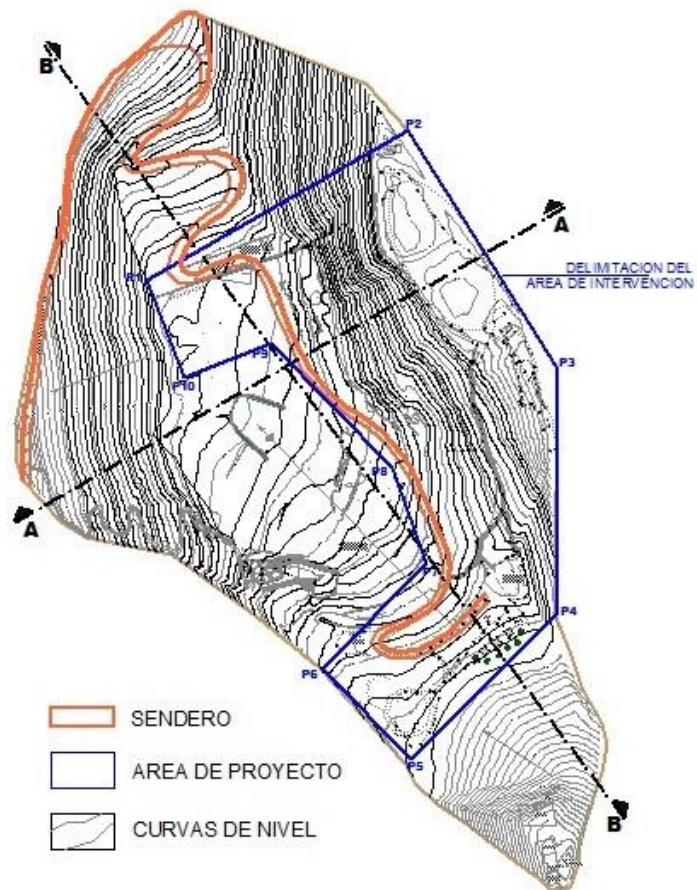 B
P2
A
DELIMITACION DEL
AREA DE INTERVENCION
P1
P9
P3
P10
P8
A
P7
P4
P6
P5
B
SENDERO
AREA DE PROYECTO
CURVAS DE NIVEL